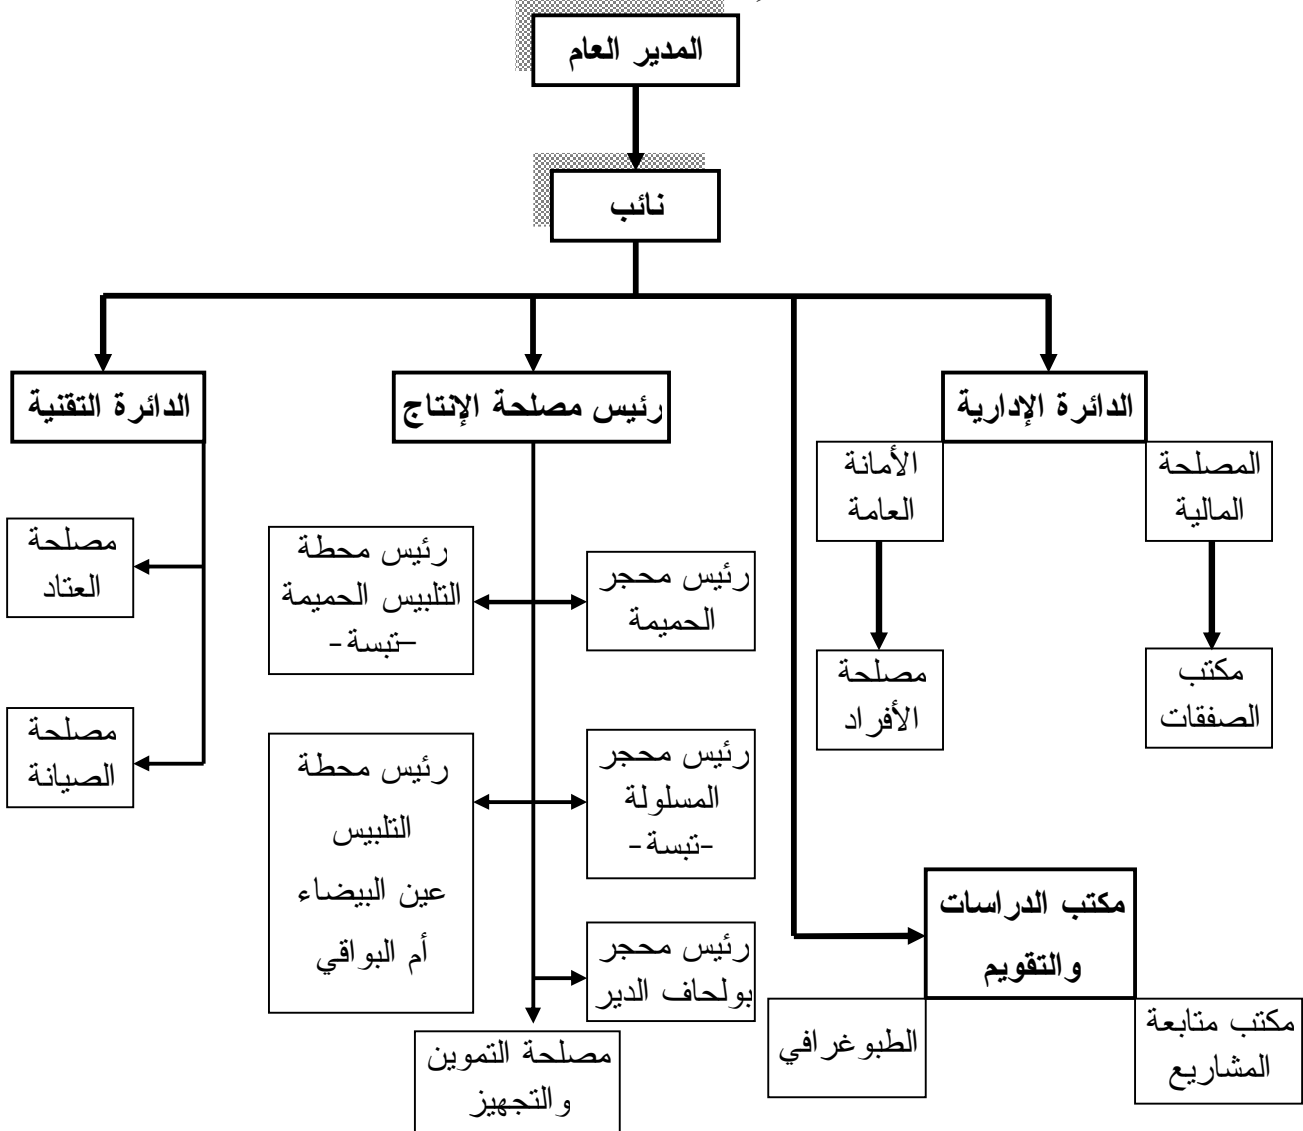 المدير العام
نائب
الدائرة الإدارية
رئيس مصلحة الإنتاج
الدائرة التقنية
المصلحة
المالية
الأمانة
العامة
مكتب
الصفقات
مصلحة
الأفراد
رئيس محجر
الحميمة
رئيس محطة
التلبيس الحميمة
–تبسة-
رئيس محجر
المسلولة
-تبسة-
رئيس محطة
التلبيس
عين البيضاء
أم البواقي
رئيس محجر
بولحاف الدير
مصلحة التموين
والتجهيز
مصلحة
العتاد
مصلحة
الصيانة
مكتب الدراسات
والتقويم
مكتب متابعة
المشاريع
الطبوغرافي